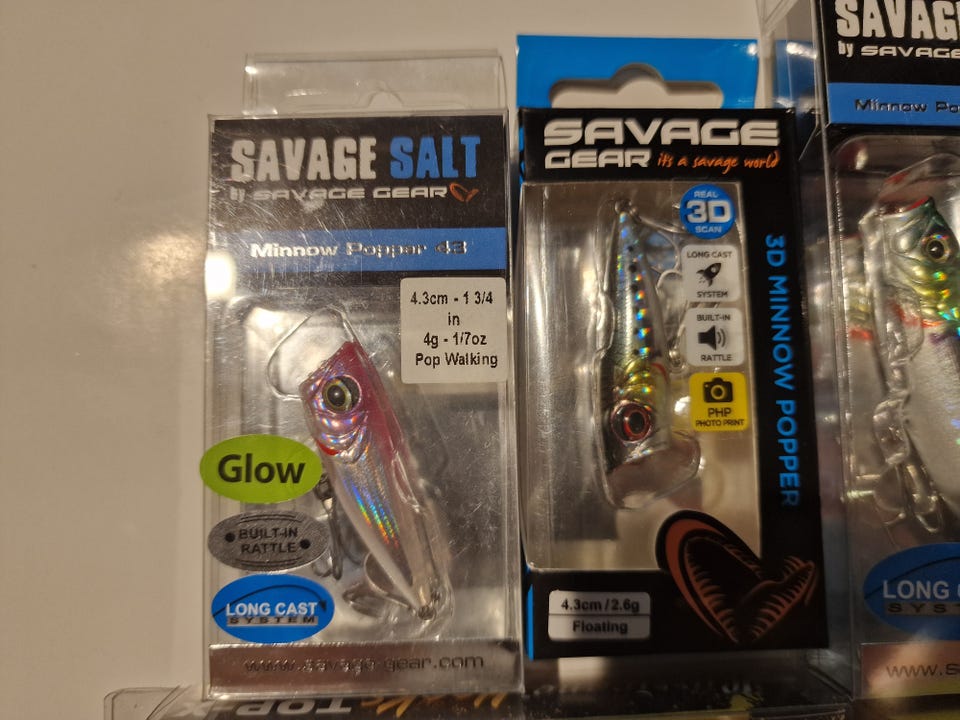 SAVAGE SALT
by SAVAGE GEAR
Minnow Popper 43
4.3cm - 1 3/4
in
4g - 1/7oz
Pop Walking
Glow
BUILT-IN
RATTLE
LONG CAST
SYSTEM
www.savage-gear.com
SAVAGE
GEAR it's a savage world
REAL
3D
SCAN
LONG CAST
SYSTEM
BUILT-IN
RATTLE
PHP
PHOTO PRINT
3D MINNOW POPPER
4.3cm / 2.6g
Floating
SAVAG
by SAVAGE
Minnow Po
LONG C
SYST
www.s